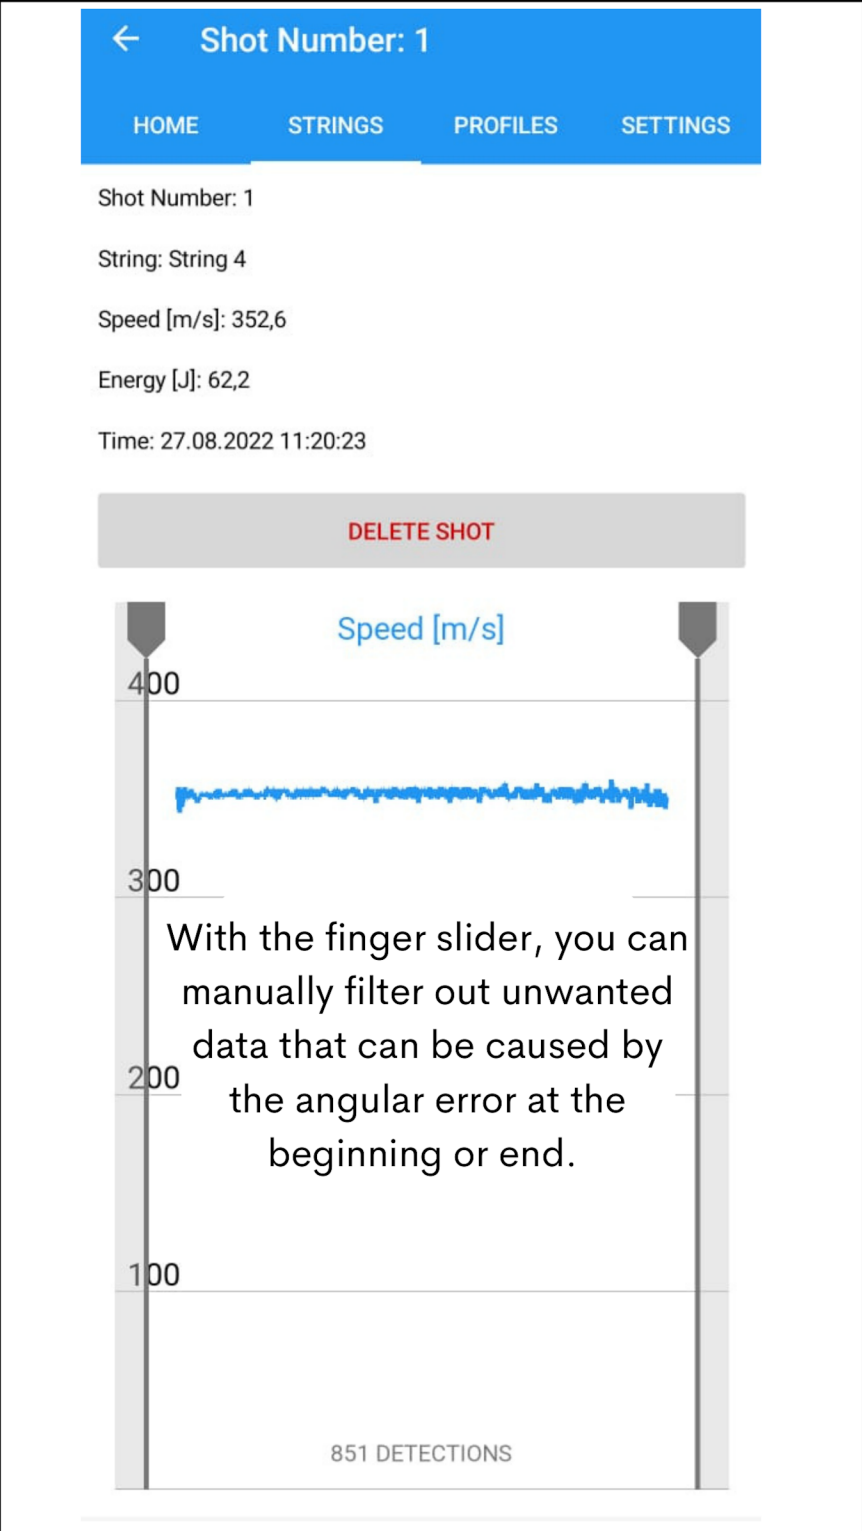 Shot Number: 1
HOME STRINGS PROFILES SETTINGS
Shot Number: 1
String: String 4
Speed [m/s]: 352,6
Energy [J]: 62,2
Time: 27.08.2022 11:20:23
DELETE SHOT
Speed [m/s]
400
300
With the finger slider, you can
manually filter out unwanted
data that can be caused by
200
the angular error at the
beginning or end.
100
851 DETECTIONS